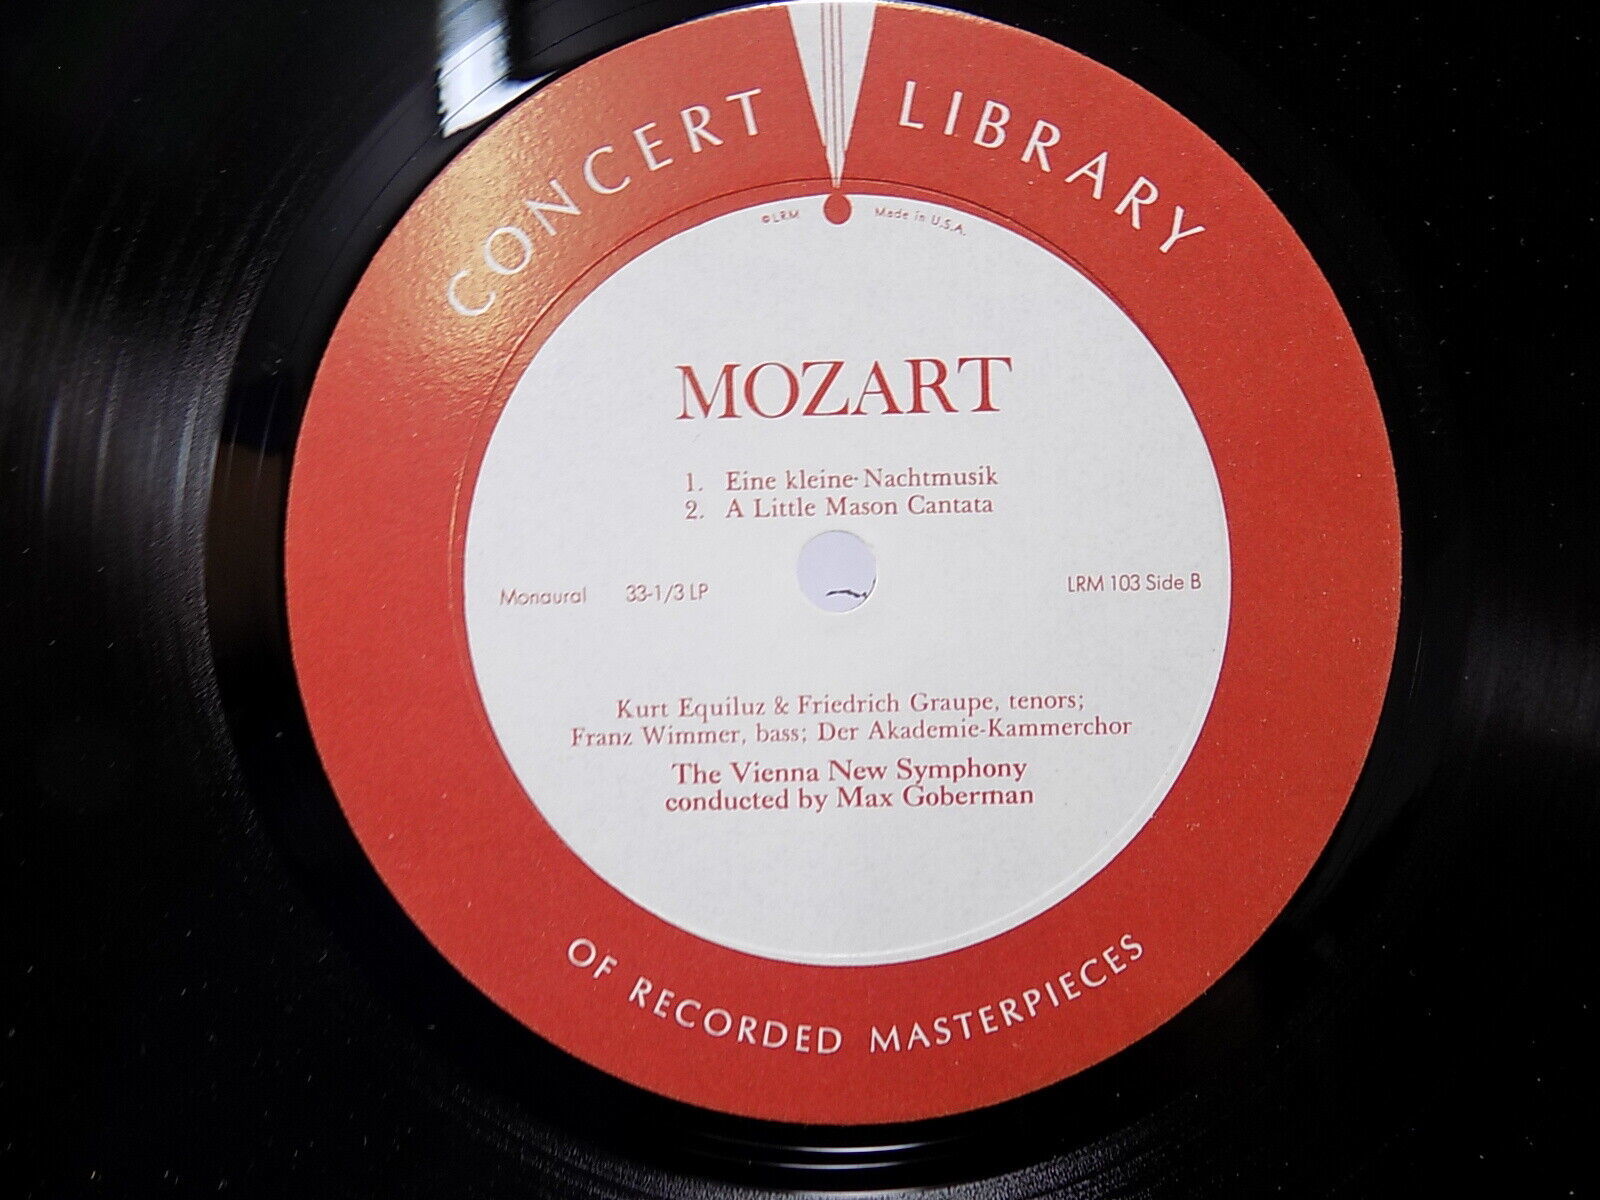 CONCERT LIBRARY
©LRM Made in U.S.A.
MOZART
1. Eine kleine Nachtmusik
2. A Little Mason Cantata
Monaural 33-1/3 LP LRM 103 Side B
Kurt Equiluz & Friedrich Graupe, tenors;
Franz Wimmer, bass; Der Akademie-Kammerchor
The Vienna New Symphony
conducted by Max Goberman
OF RECORDED MASTERPIECES